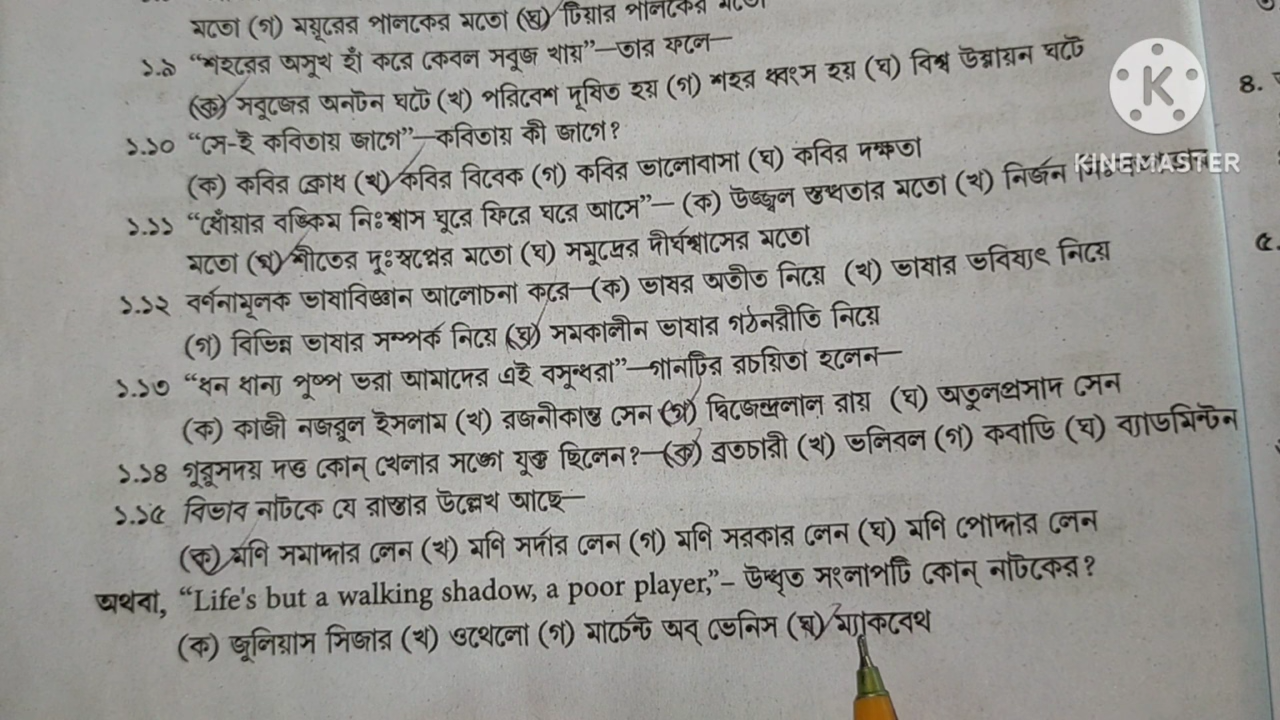 মতো (গ) ময়ূরের পালকের মতো (ঘ) টিয়ার পালকের মতো
১.৯ “শহরের অসুখ হাঁ করে কেবল সবুজ খায়”—তার ফলে—
(ক) সবুজের অনটন ঘটে (খ) পরিবেশ দূষিত হয় (গ) শহর ধ্বংস হয় (ঘ) বিশ্ব উন্নায়ন ঘটে
১.১০ “সে-ই কবিতায় জাগে”—কবিতায় কী জাগে?
(ক) কবির ক্রোধ (খ) কবির বিবেক (গ) কবির ভালোবাসা (ঘ) কবির দক্ষতা
১.১১ “ধোঁয়ার বঙ্কিম নিঃশ্বাস ঘুরে ফিরে ঘরে আসে”— (ক) উজ্জ্বল স্তব্ধতার মতো (খ) নির্জন
মতো (গ) শীতের দুঃস্বপ্নের মতো (ঘ) সমুদ্রের দীর্ঘশ্বাসের মতো
১.১২ বর্ণনামূলক ভাষাবিজ্ঞান আলোচনা করে—(ক) ভাষর অতীত নিয়ে (খ) ভাষার ভবিষ্যৎ নিয়ে
(গ) বিভিন্ন ভাষার সম্পর্ক নিয়ে (ঘ) সমকালীন ভাষার গঠনরীতি নিয়ে
১.১৩ “ধন ধান্য পুষ্প ভরা আমাদের এই বসুন্ধরা”—গানটির রচয়িতা হলেন—
(ক) কাজী নজরুল ইসলাম (খ) রজনীকান্ত সেন (গ) দ্বিজেন্দ্রলাল রায় (ঘ) অতুলপ্রসাদ সেন
১.১৪ গুরুসদয় দত্ত কোন্ খেলার সঙ্গে যুক্ত ছিলেন?—(ক) ব্রতচারী (খ) ভলিবল (গ) কবাডি (ঘ) ব্যাডমিন্টন
১.১৫ বিভাব নাটকে যে রাস্তার উল্লেখ আছে—
(ক) মণি সমাদ্দার লেন (খ) মণি সর্দার লেন (গ) মণি সরকার লেন (ঘ) মণি পোদ্দার লেন
অথবা, “Life's but a walking shadow, a poor player,”– উদ্ধৃত সংলাপটি কোন্ নাটকের?
(ক) জুলিয়াস সিজার (খ) ওথেলো (গ) মার্চেন্ট অব্ ভেনিস (ঘ) ম্যাকবেথ
৪.
৫.
K
KINEMASTER